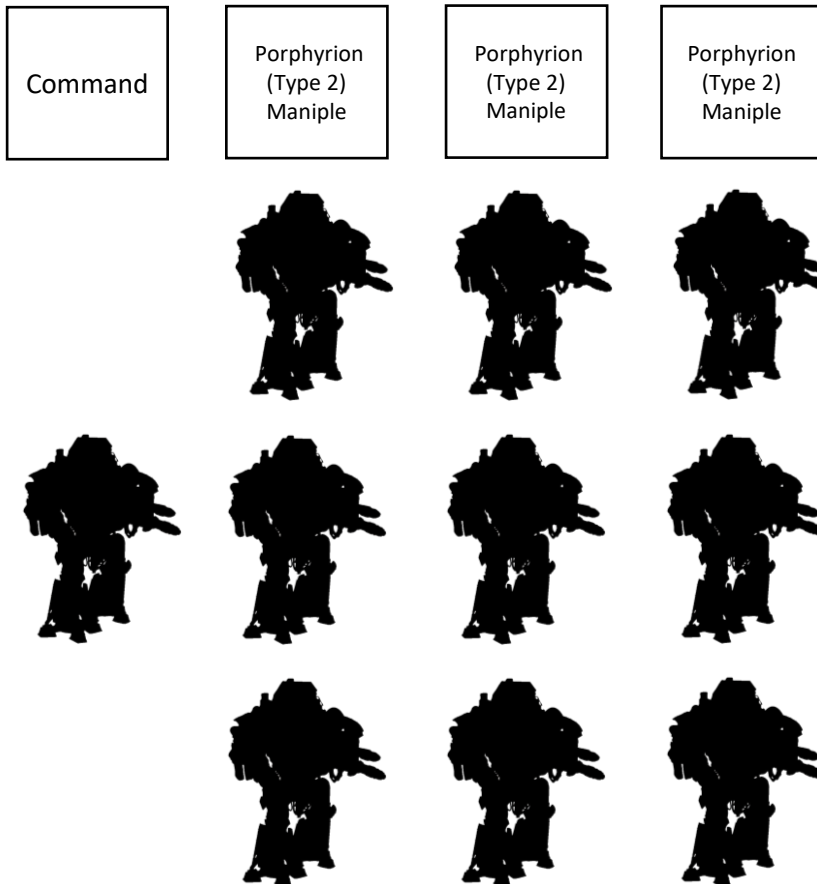 Command
Porphyrion
(Type 2)
Maniple
Porphyrion
(Type 2)
Maniple
Porphyrion
(Type 2)
Maniple